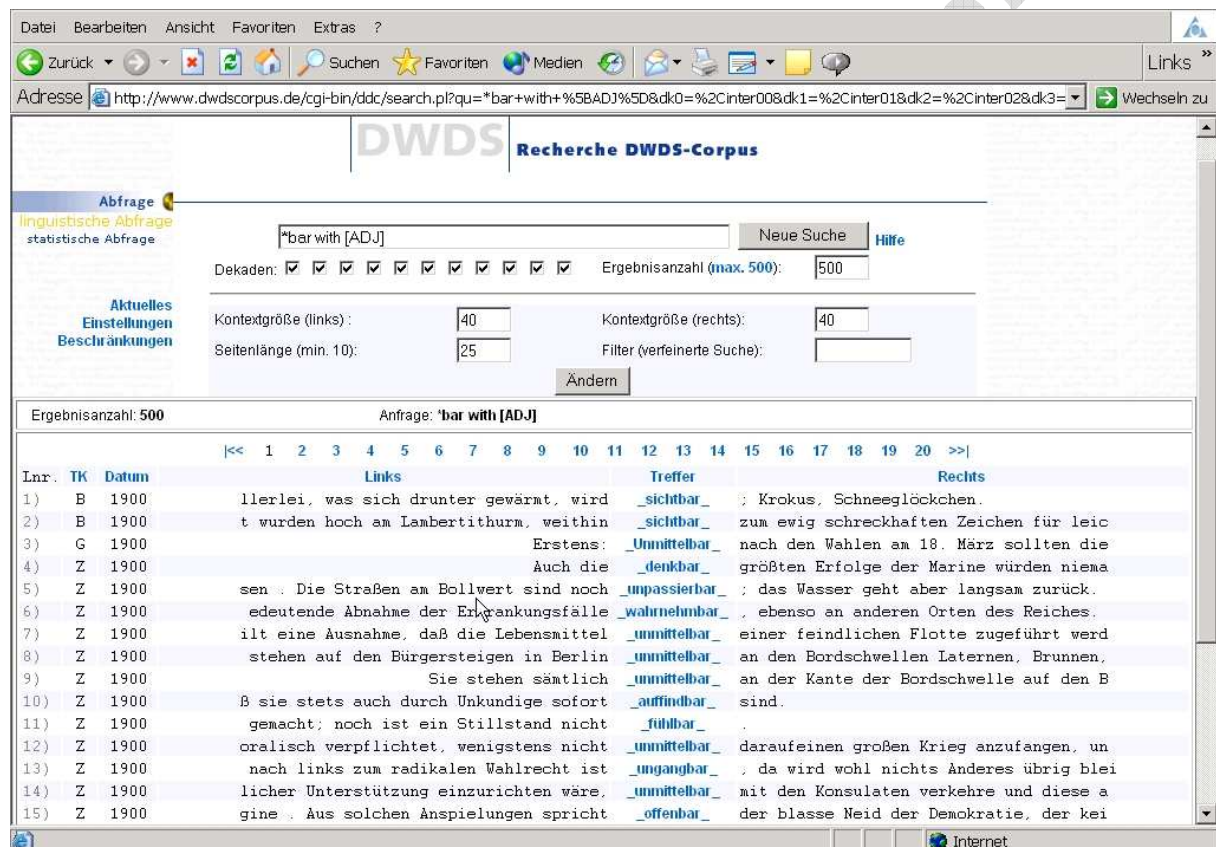 Datei Bearbeiten Ansicht Favoriten Extras ?
Zurück Suchen Favoriten Medien Links »
Adresse http://www.dwdscorpus.de/cgi-bin/ddc/search.pl?qu=*bar+with+%5BADJ%5D&dk0=%2Cinter00&dk1=%2Cinter01&dk2=%2Cinter02&dk3= Wechseln zu
DWDS Recherche DWDS-Corpus
Abfrage
linguistische Abfrage
statistische Abfrage
*bar with [ADJ] Neue Suche Hilfe
Dekaden: Ergebnisanzahl (max. 500): 500
Aktuelles
Einstellungen
Beschränkungen
Kontextgröße (links) : 40 Kontextgröße (rechts): 40
Seitenlänge (min. 10): 25 Filter (verfeinerte Suche):
Ändern
Ergebnisanzahl: 500 Anfrage: *bar with [ADJ]
|<< 1 2 3 4 5 6 7 8 9 10 11 12 13 14 15 16 17 18 19 20 >>|
Lnr. TK Datum Links Treffer Rechts
1) B 1900 llerlei, was sich drunter gewärmt, wird _sichtbar_ ; Krokus, Schneeglöckchen.
2) B 1900 t wurden hoch am Lambertithurm, weithin _sichtbar_ zum ewig schreckhaften Zeichen für leic
3) G 1900 Erstens: _Unmittelbar_ nach den Wahlen am 18. März sollten die
4) Z 1900 Auch die _denkbar_ größten Erfolge der Marine würden niema
5) Z 1900 sen . Die Straßen am Bollwert sind noch _unpassierbar_ ; das Wasser geht aber langsam zurück.
6) Z 1900 edeutende Abnahme der Erkrankungsfälle _wahrnehmbar_ , ebenso an anderen Orten des Reiches.
7) Z 1900 ilt eine Ausnahme, daß die Lebensmittel _unmittelbar_ einer feindlichen Flotte zugeführt werd
8) Z 1900 stehen auf den Bürgersteigen in Berlin _unmittelbar_ an den Bordschwellen Laternen, Brunnen,
9) Z 1900 Sie stehen sämtlich _unmittelbar_ an der Kante der Bordschwelle auf den B
10) Z 1900 ß sie stets auch durch Unkundige sofort _auffindbar_ sind.
11) Z 1900 gemacht; noch ist ein Stillstand nicht _fühlbar_ .
12) Z 1900 oralisch verpflichtet, wenigstens nicht _unmittelbar_ daraufeinen großen Krieg anzufangen, un
13) Z 1900 nach links zum radikalen Wahlrecht ist _ungangbar_ , da wird wohl nichts Anderes übrig blei
14) Z 1900 licher Unterstützung einzurichten wäre, _unmittelbar_ mit den Konsulaten verkehre und diese a
15) Z 1900 gine . Aus solchen Anspielungen spricht _offenbar_ der blasse Neid der Demokratie, der kei
Internet